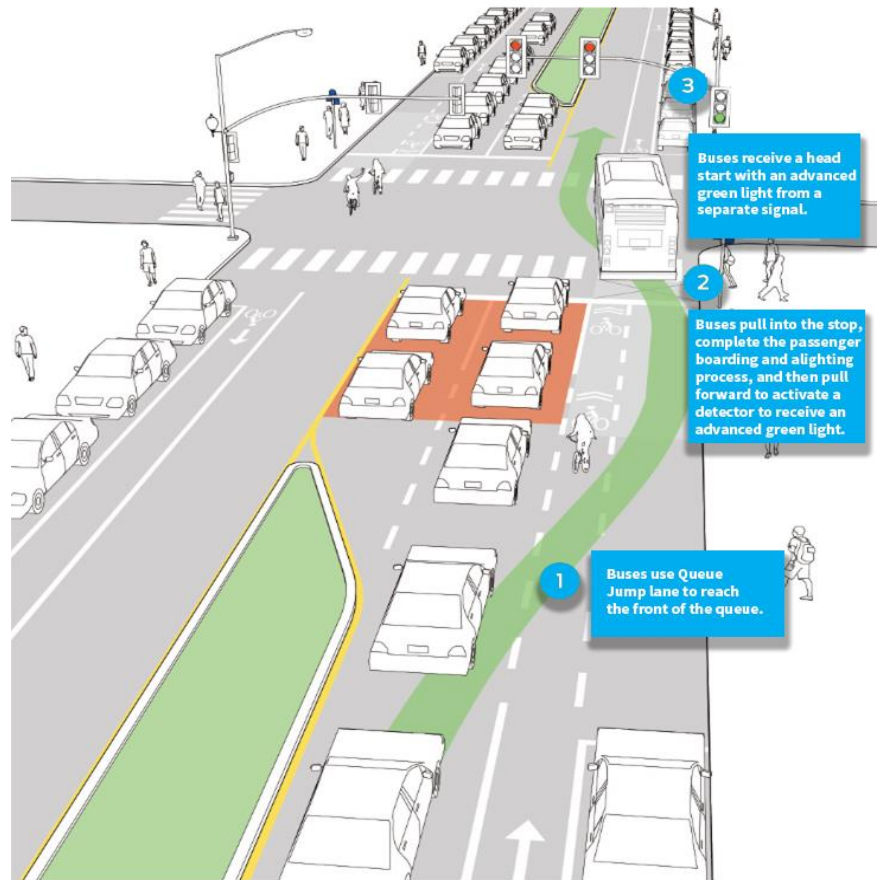 3
Buses receive a head
start with an advanced
green light from a
separate signal.
2
Buses pull into the stop,
complete the passenger
boarding and alighting
process, and then pull
forward to activate a
detector to receive an
advanced green light.
1
Buses use Queue
Jump lane to reach
the front of the queue.